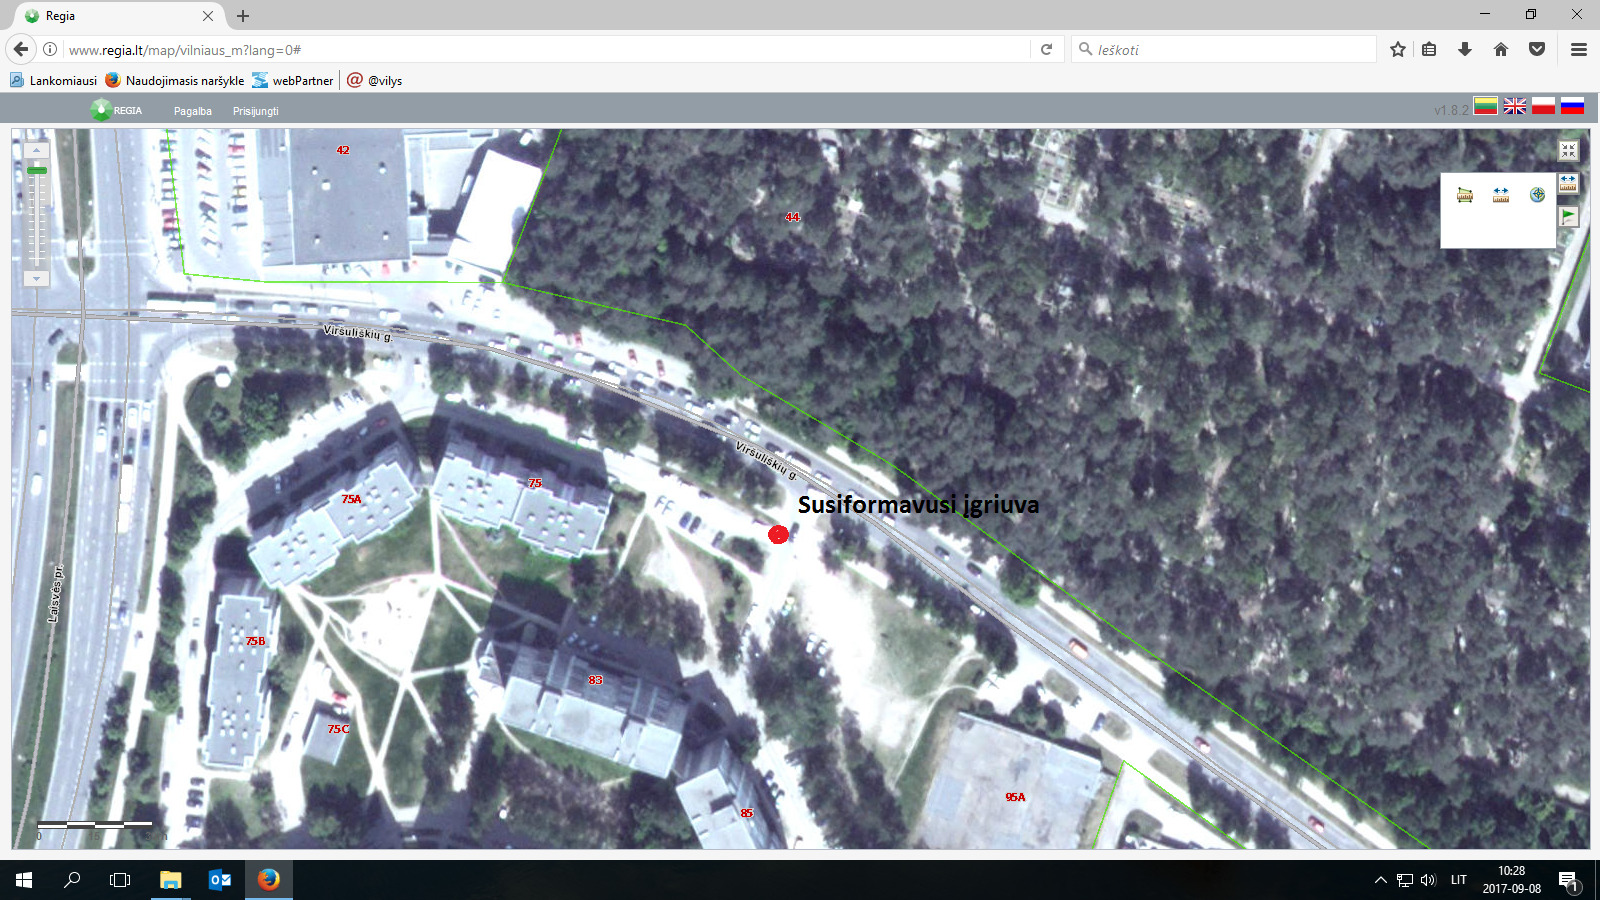 Regia
www.regia.lt/map/vilniaus_m?lang=0#
Ieškoti
Lankomiausi
Naudojimasis naršykle
webPartner
@vilys
REGIA
Pagalba
Prisijungti
v1.8.2
42
44
Viršuliškių g.
Viršuliškių g.
75
75A
Susiformavusi įgriuva
Laisvės pr.
75B
83
75C
95A
85
0
LIT
10:28
2017-09-08
1